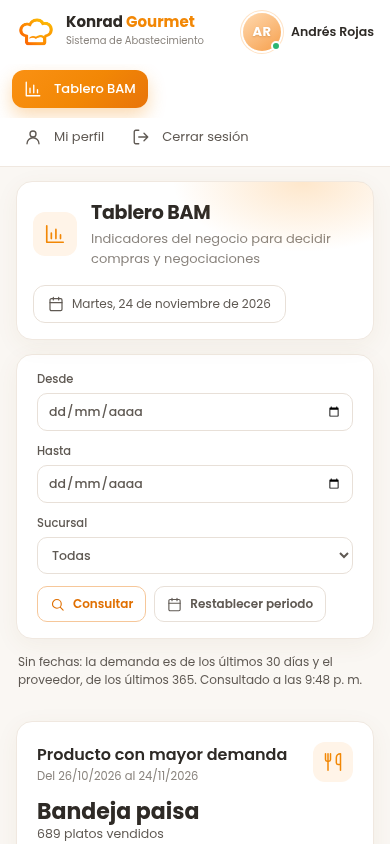 Konrad Gourmet
Sistema de Abastecimiento
AR
Andrés Rojas
Tablero BAM
Mi perfil
Cerrar sesión
Tablero BAM
Indicadores del negocio para decidir
compras y negociaciones
Martes, 24 de noviembre de 2026
Desde
dd/mm/aaaa
Hasta
dd/mm/aaaa
Sucursal
Todas
Consultar
Restablecer periodo
Sin fechas: la demanda es de los últimos 30 días y el
proveedor, de los últimos 365. Consultado a las 9:48 p. m.
Producto con mayor demanda
Del 26/10/2026 al 24/11/2026
Bandeja paisa
689 platos vendidos